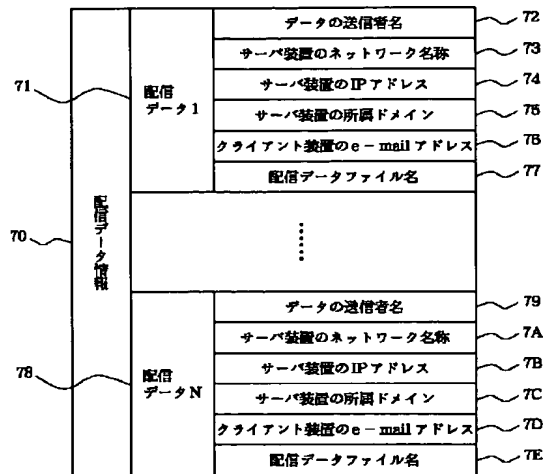 データの送信者名 72
サーバ装置のネットワーク名称 73
71 配信データ1 サーバ装置のIPアドレス 74
サーバ装置の所属ドメイン 75
クライアント装置のe-mailアドレス 76
配信データファイル名 77
70 配信データ情報
……
データの送信者名 79
サーバ装置のネットワーク名称 7A
78 配信データN サーバ装置のIPアドレス 7B
サーバ装置の所属ドメイン 7C
クライアント装置のe-mailアドレス 7D
配信データファイル名 7E